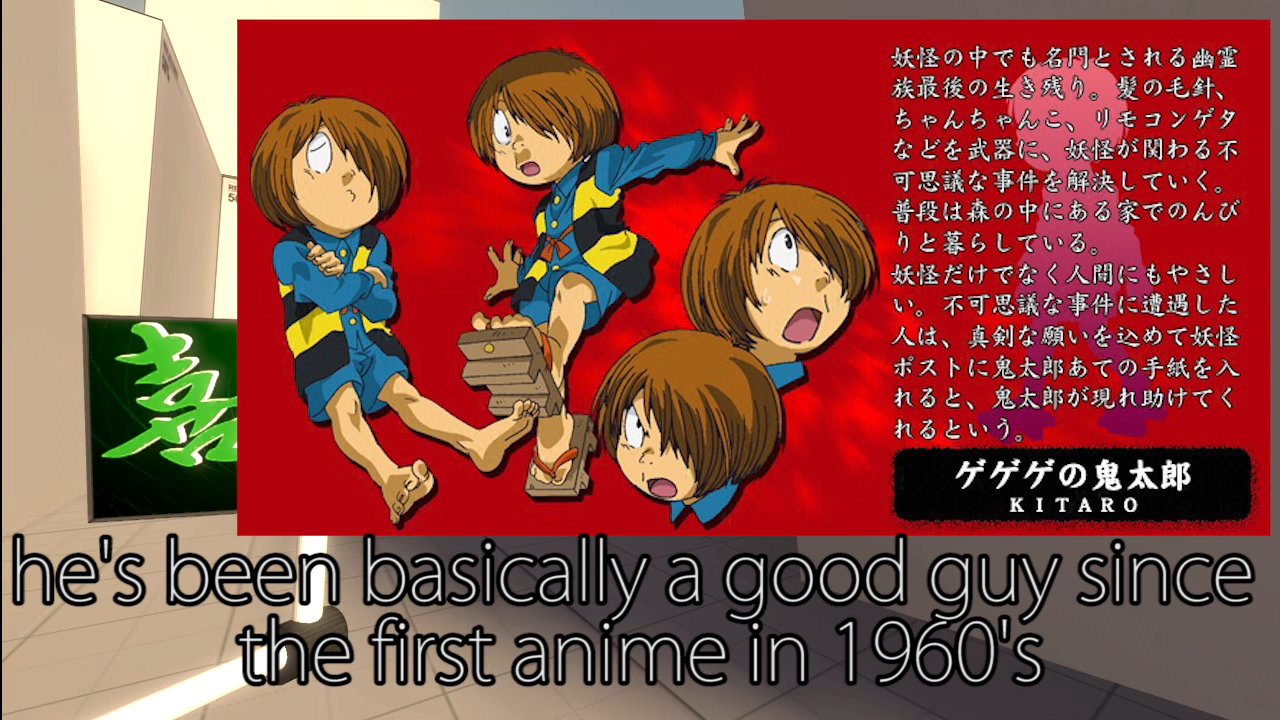 妖怪の中でも名門とされる幽霊
族最後の生き残り。髪の毛針、
ちゃんちゃんこ、リモコンゲタ
などを武器に、妖怪が関わる不
可思議な事件を解決していく。
普段は森の中にある家でのんび
りと暮らしている。
妖怪だけでなく人間にもやさし
い。不可思議な事件に遭遇した
人は、真剣な願いを込めて妖怪
ポストに鬼太郎あての手紙を入
れると、鬼太郎が現れ助けてく
れるという。
ゲゲゲの鬼太郎
KITARO
he's been basically a good guy since
the first anime in 1960's